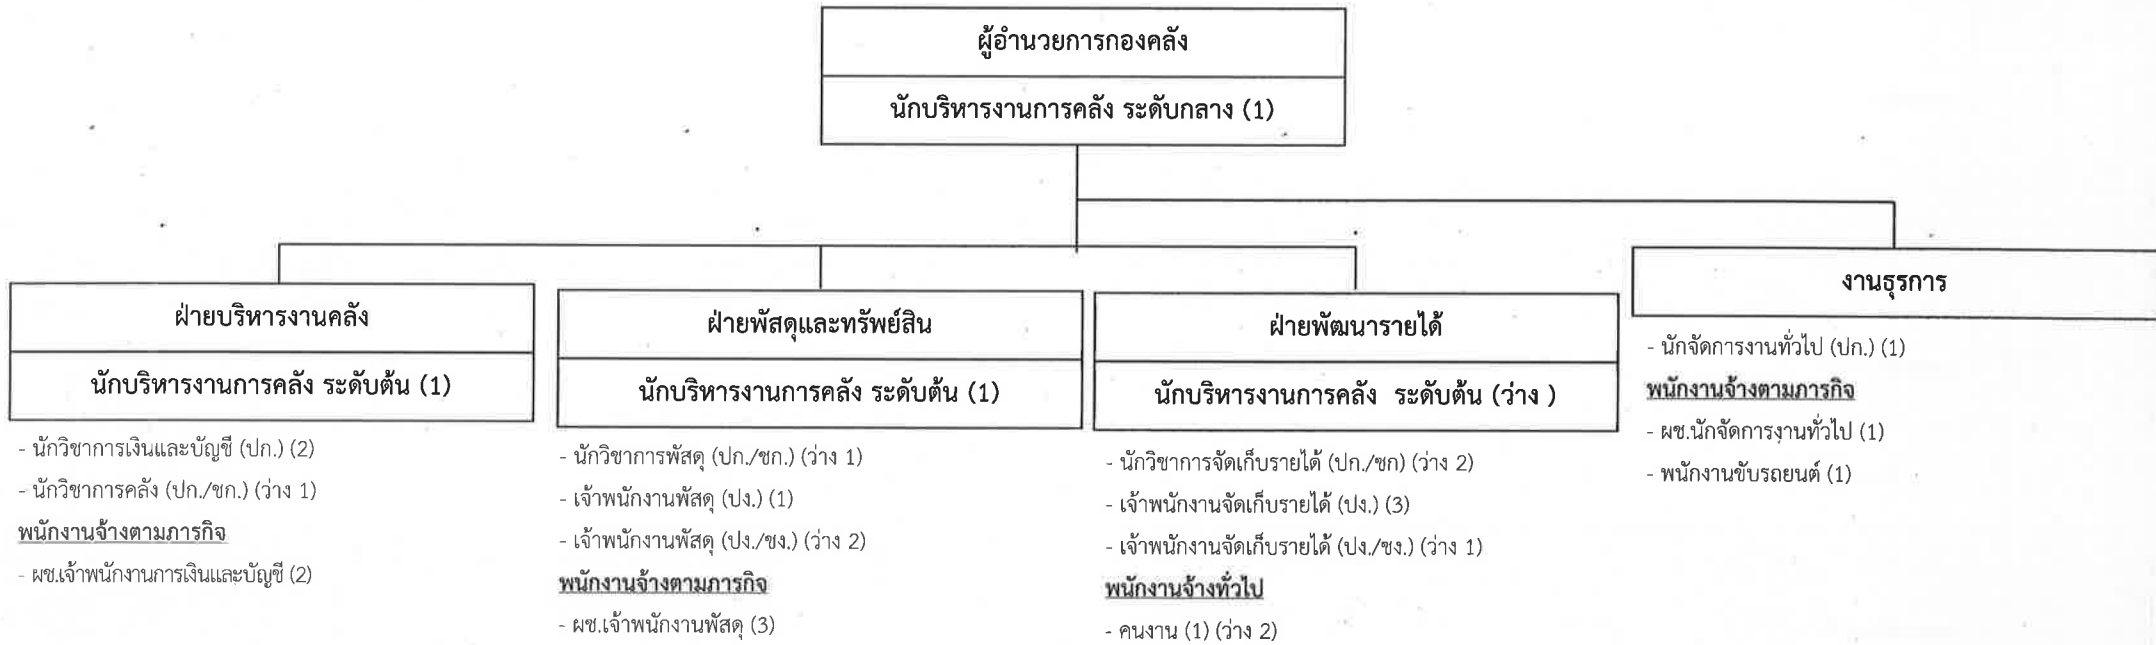 ผู้อำนวยการกองคลัง
นักบริหารงานการคลัง ระดับกลาง (1)
ฝ่ายบริหารงานคลัง
นักบริหารงานการคลัง ระดับต้น (1)
- นักวิชาการเงินและบัญชี (ปก.) (2)
- นักวิชาการคลัง (ปก./ชก.) (ว่าง 1)
พนักงานจ้างตามภารกิจ
- ผช.เจ้าพนักงานการเงินและบัญชี (2)
ฝ่ายพัสดุและทรัพย์สิน
นักบริหารงานการคลัง ระดับต้น (1)
- นักวิชาการพัสดุ (ปก./ชก.) (ว่าง 1)
- เจ้าพนักงานพัสดุ (ปง.) (1)
- เจ้าพนักงานพัสดุ (ปง./ชง.) (ว่าง 2)
พนักงานจ้างตามภารกิจ
- ผช.เจ้าพนักงานพัสดุ (3)
ฝ่ายพัฒนารายได้
นักบริหารงานการคลัง ระดับต้น (ว่าง )
- นักวิชาการจัดเก็บรายได้ (ปก./ชก) (ว่าง 2)
- เจ้าพนักงานจัดเก็บรายได้ (ปง.) (3)
- เจ้าพนักงานจัดเก็บรายได้ (ปง./ชง.) (ว่าง 1)
พนักงานจ้างทั่วไป
- คนงาน (1) (ว่าง 2)
งานธุรการ
- นักจัดการงานทั่วไป (ปก.) (1)
พนักงานจ้างตามภารกิจ
- ผช.นักจัดการงานทั่วไป (1)
- พนักงานขับรถยนต์ (1)